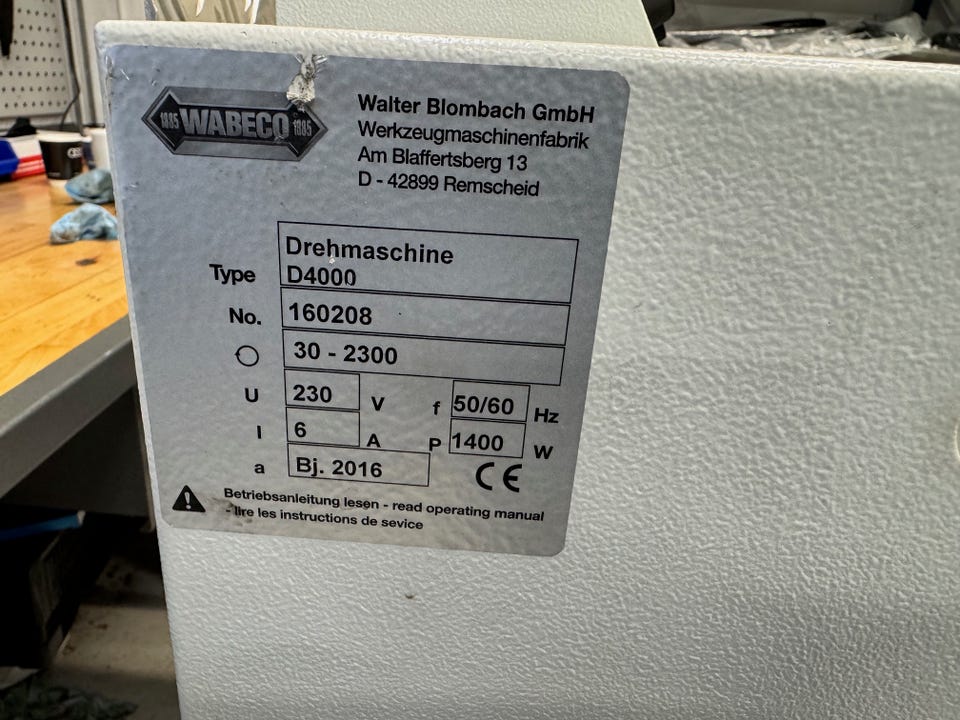 1885 WABECO 1885
Walter Blombach GmbH
Werkzeugmaschinenfabrik
Am Blaffertsberg 13
D - 42899 Remscheid
Type Drehmaschine
D4000
No. 160208
30 - 2300
U 230 V f 50/60 Hz
I 6 A P 1400 W
a Bj. 2016 CE
Betriebsanleitung lesen - read operating manual
- lire les instructions de sevice